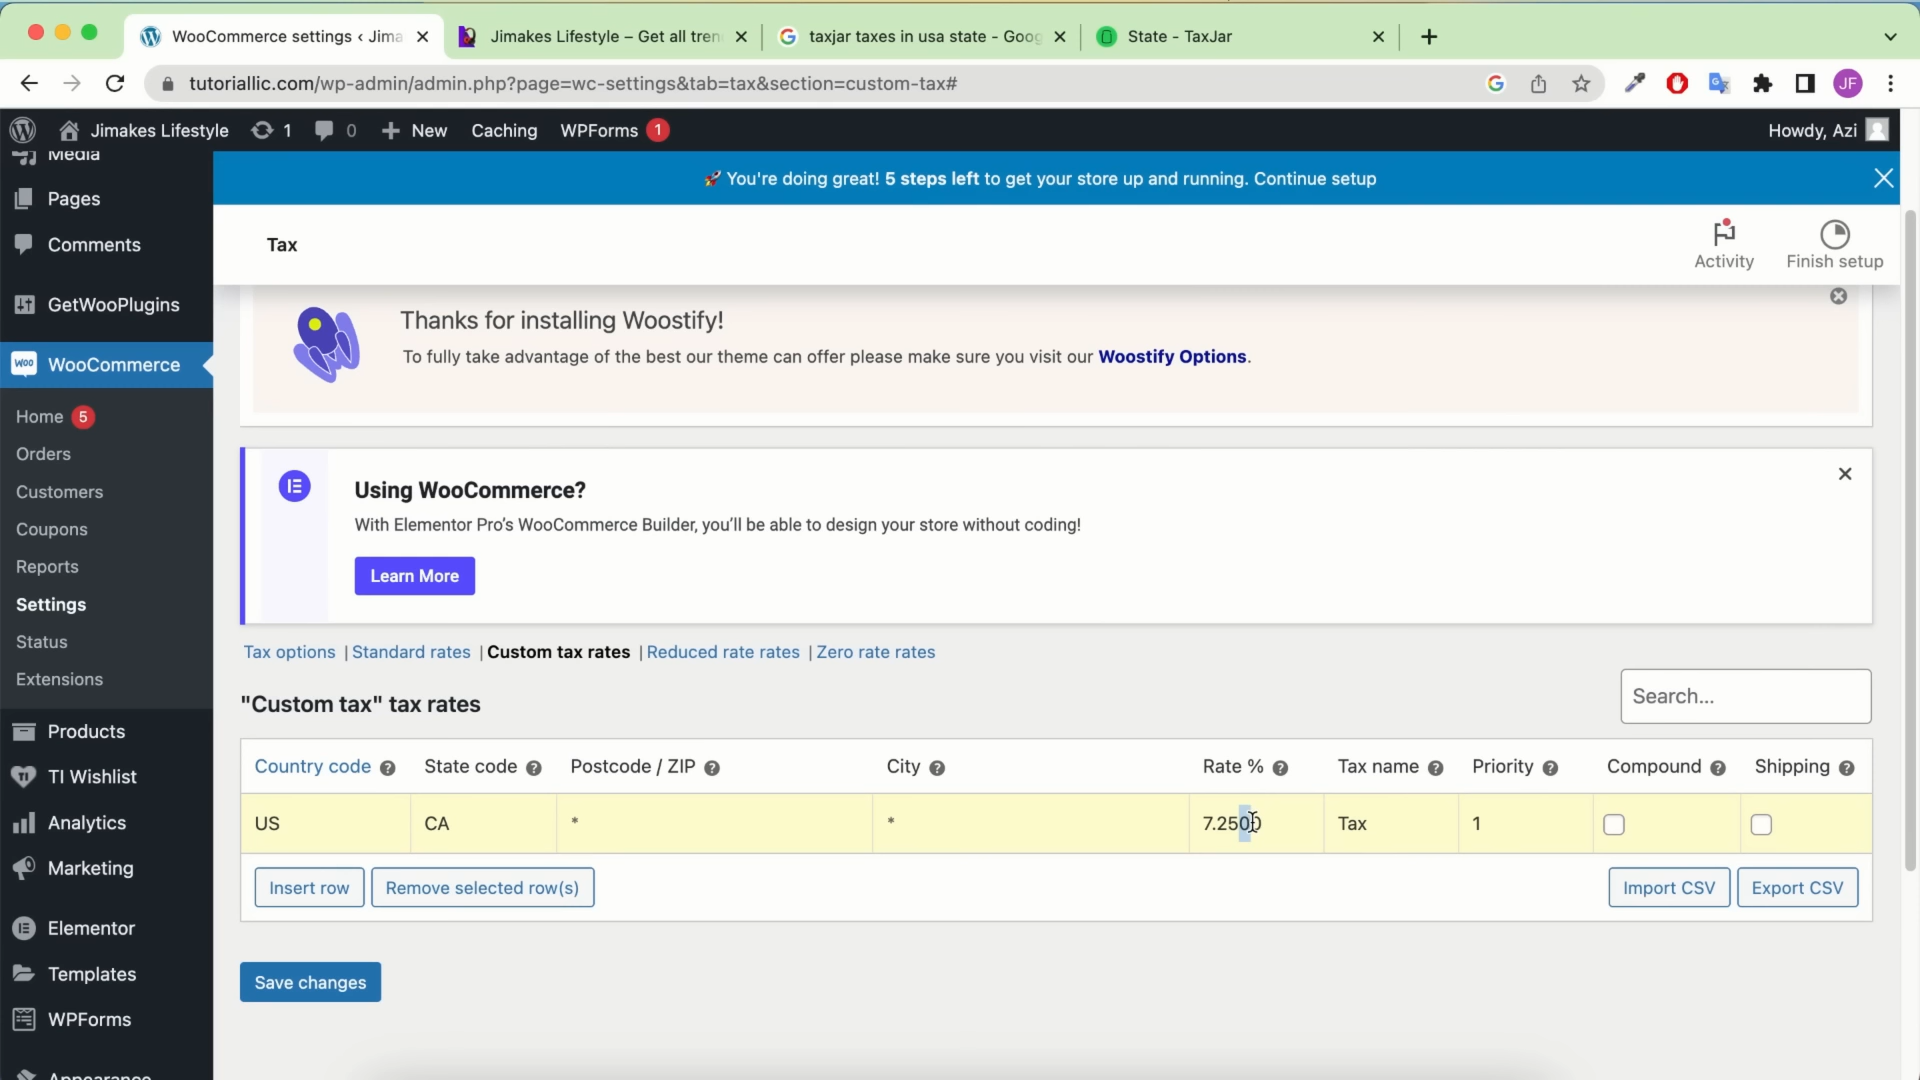 WooCommerce settings ‹ Jima
Jimakes Lifestyle – Get all tren
taxjar taxes in usa state - Goog
State - TaxJar
tutoriallic.com/wp-admin/admin.php?page=wc-settings&tab=tax&section=custom-tax#
JF
Jimakes Lifestyle
1
0
New
Caching
WPForms 1
Howdy, Azi
Media
Pages
Comments
GetWooPlugins
WooCommerce
Home 5
Orders
Customers
Coupons
Reports
Settings
Status
Extensions
Products
TI Wishlist
Analytics
Marketing
Elementor
Templates
WPForms
Appearance
🚀 You're doing great! 5 steps left to get your store up and running. Continue setup
Tax
Activity
Finish setup
Thanks for installing Woostify!
To fully take advantage of the best our theme can offer please make sure you visit our Woostify Options.
Using WooCommerce?
With Elementor Pro's WooCommerce Builder, you'll be able to design your store without coding!
Learn More
Tax options | Standard rates | Custom tax rates | Reduced rate rates | Zero rate rates
"Custom tax" tax rates
Search...
Country code ? State code ? Postcode / ZIP ? City ? Rate % ? Tax name ? Priority ? Compound ? Shipping ?
US CA * * 7.2500 Tax 1
Insert row
Remove selected row(s)
Import CSV
Export CSV
Save changes